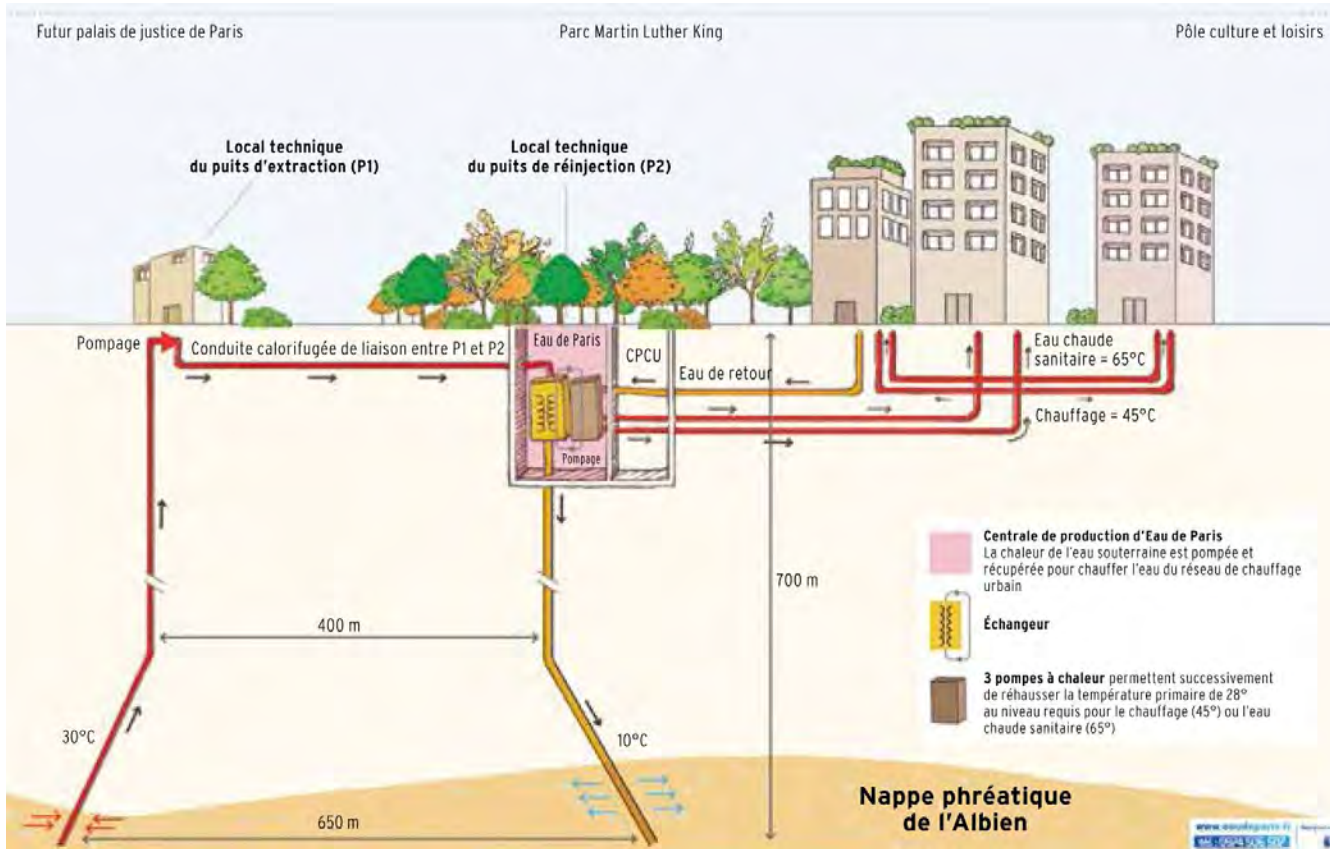 Futur palais de justice de Paris
Parc Martin Luther King
Pôle culture et loisirs
Local technique
du puits d'extraction (P1)
Local technique
du puits de réinjection (P2)
Pompage
Conduite calorifugée de liaison entre P1 et P2
Eau de Paris
CPCU
Eau de retour
Eau chaude
sanitaire = 65°C
Chauffage = 45°C
Pompage
700 m
400 m
30°C
10°C
650 m
Centrale de production d'Eau de Paris
La chaleur de l'eau souterraine est pompée et
récupérée pour chauffer l'eau du réseau de chauffage
urbain
Échangeur
3 pompes à chaleur permettent successivement
de réhausser la température primaire de 28°
au niveau requis pour le chauffage (45°) ou l'eau
chaude sanitaire (65°)
Nappe phréatique
de l'Albien
www.eaudeparis.fr